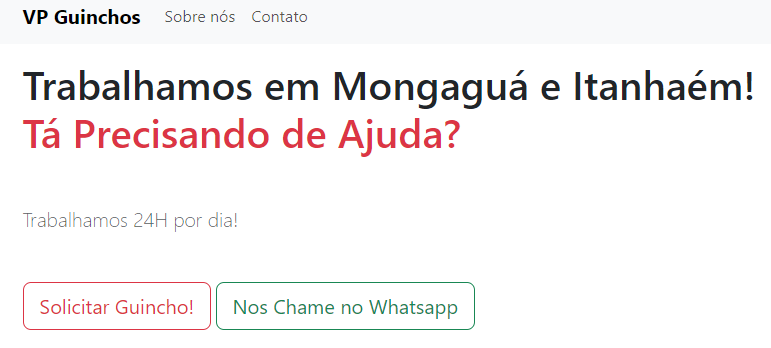 VP Guinchos Sobre nós Contato
Trabalhamos em Mongaguá e Itanhaém!
Tá Precisando de Ajuda?
Trabalhamos 24H por dia!
Solicitar Guincho! Nos Chame no Whatsapp